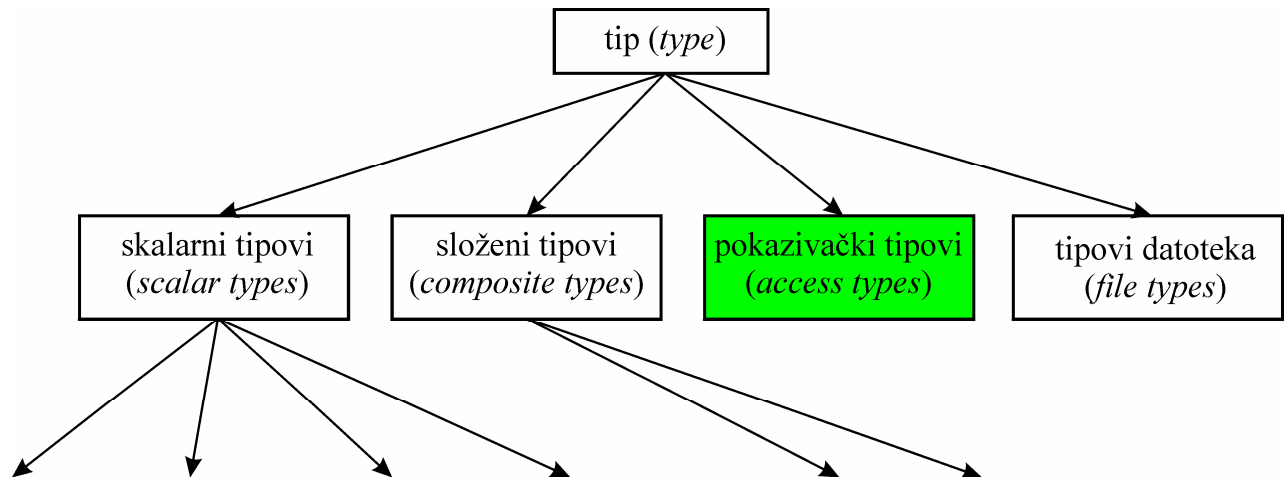 tip (type)
skalarni tipovi
(scalar types)
složeni tipovi
(composite types)
pokazivački tipovi
(access types)
tipovi datoteka
(file types)